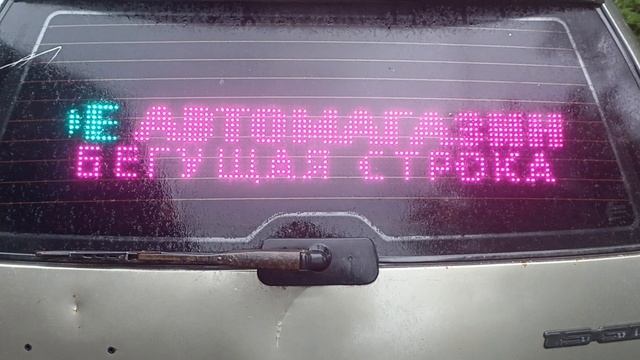 Е АВТОМАГАЗИН
БЕГУЩАЯ СТРОКА